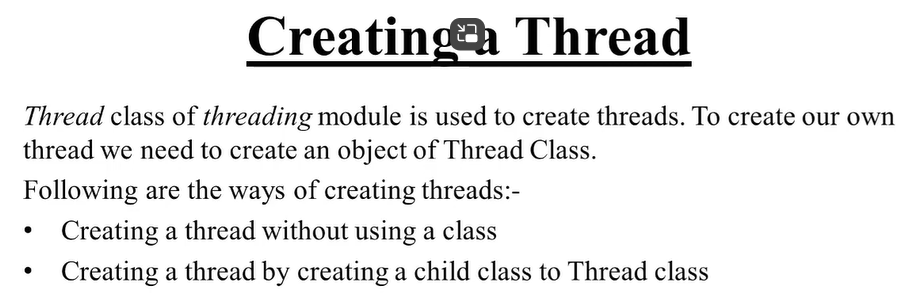 Creating a Thread
Thread class of threading module is used to create threads. To create our own
thread we need to create an object of Thread Class.
Following are the ways of creating threads:-
• Creating a thread without using a class
• Creating a thread by creating a child class to Thread class